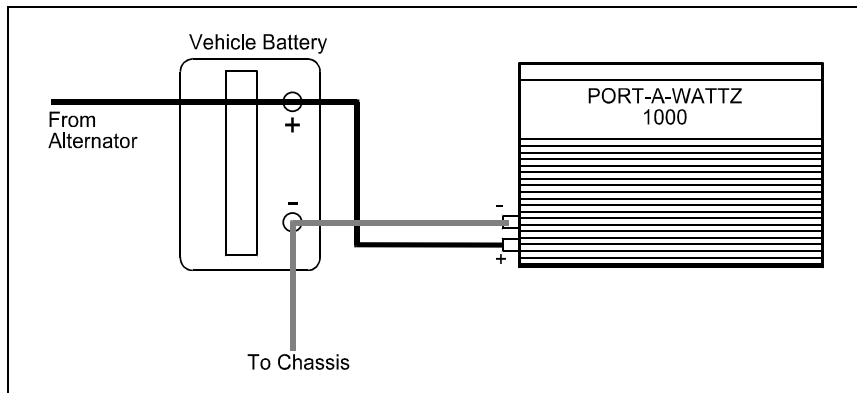 Vehicle Battery
From
Alternator
+
-
To Chassis
PORT-A-WATTZ
1000
-
+